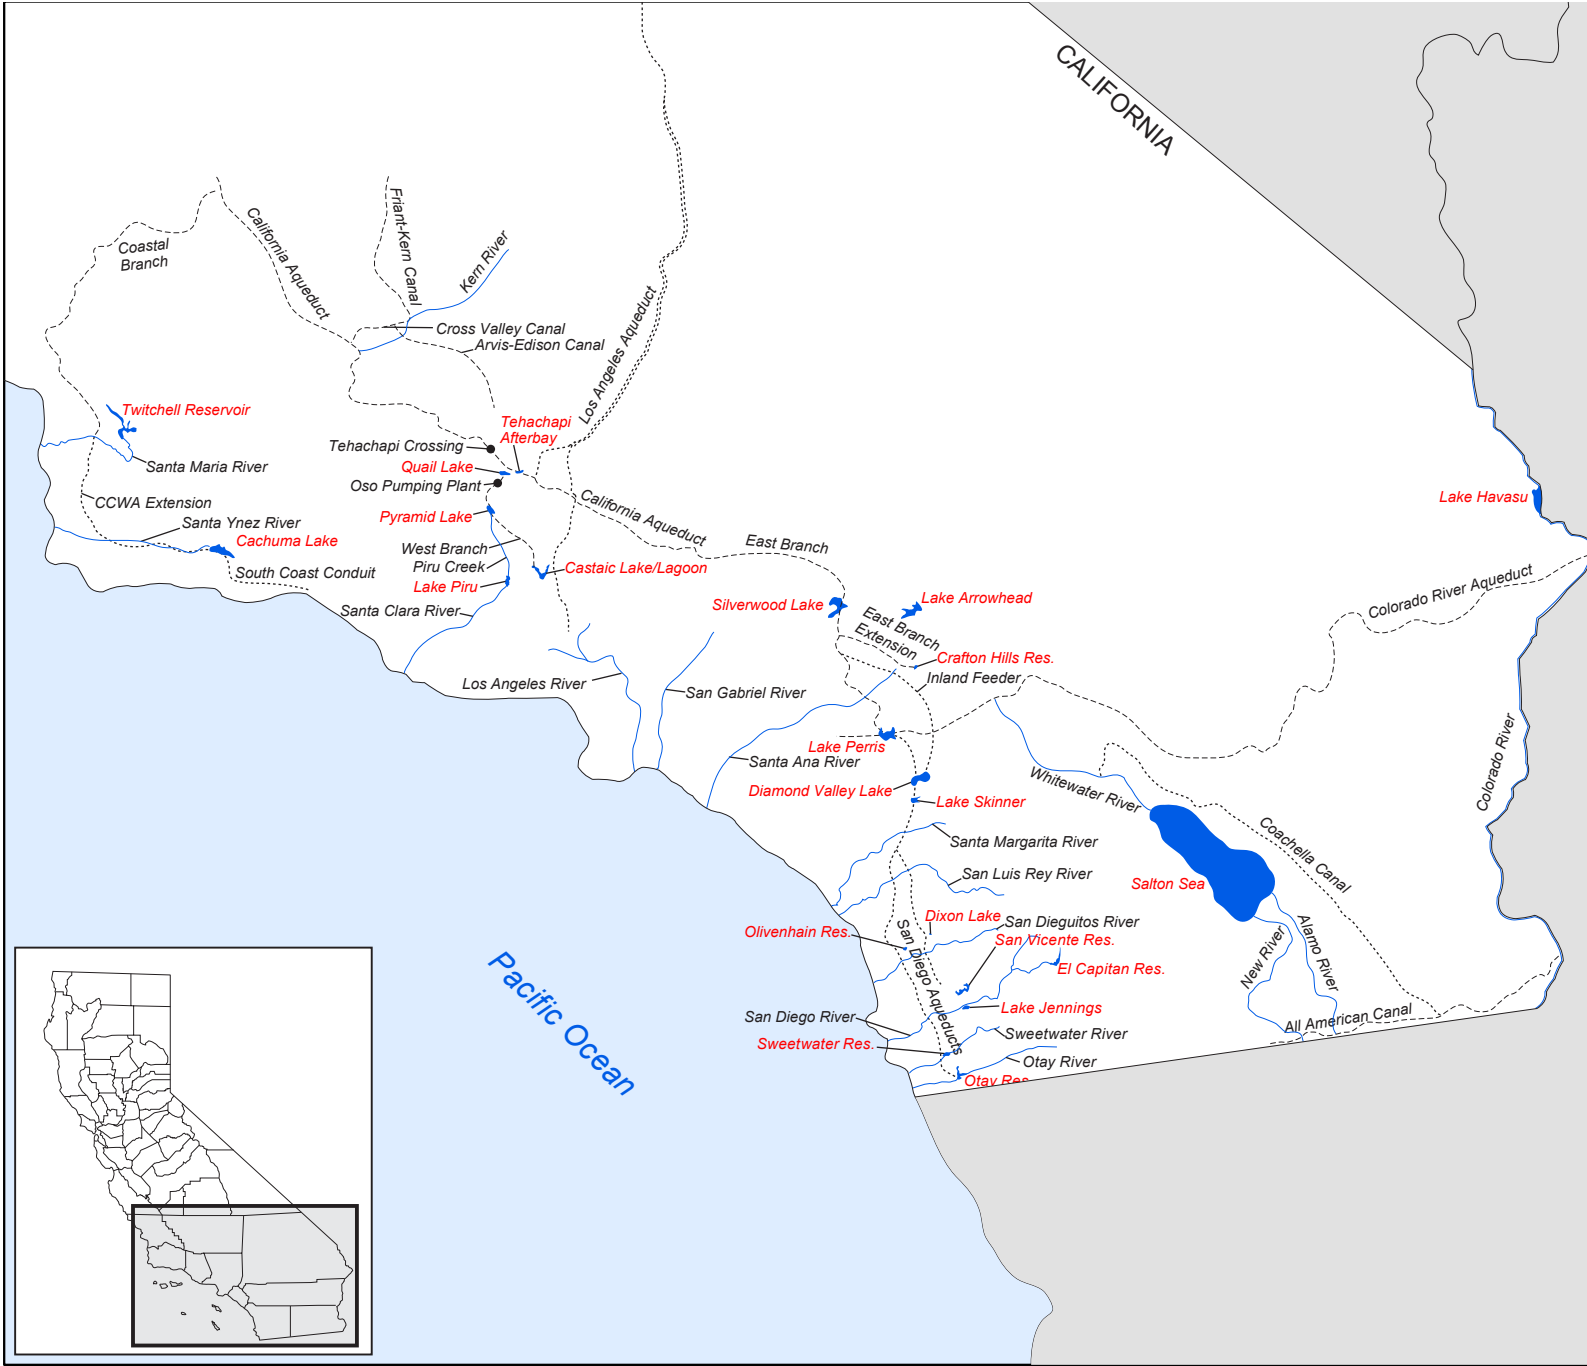 CALIFORNIA
Friant-Kern Canal
California Aqueduct
Kern River
Coastal
Branch
Los Angeles Aqueduct
Cross Valley Canal
Arvis-Edison Canal
Twitchell Reservoir
Tehachapi
Afterbay
Tehachapi Crossing
Santa Maria River
Quail Lake
Oso Pumping Plant
Lake Havasu
CCWA Extension
Pyramid Lake
California Aqueduct
Santa Ynez River
Cachuma Lake
East Branch
West Branch
Piru Creek
South Coast Conduit
Castaic Lake/Lagoon
Lake Piru
Colorado River Aqueduct
Silverwood Lake
Lake Arrowhead
Santa Clara River
East Branch
Extension
Crafton Hills Res.
Inland Feeder
Los Angeles River
San Gabriel River
Lake Perris
Santa Ana River
Colorado River
Whitewater River
Diamond Valley Lake
Lake Skinner
Santa Margarita River
Coachella Canal
San Luis Rey River
Salton Sea
Dixon Lake
San Dieguitos River
Olivenhain Res.
San Vicente Res.
San Diego Aqueducts
New River
Alamo River
El Capitan Res.
Pacific Ocean
Lake Jennings
San Diego River
All American Canal
Sweetwater River
Sweetwater Res.
Otay River
Otay Res